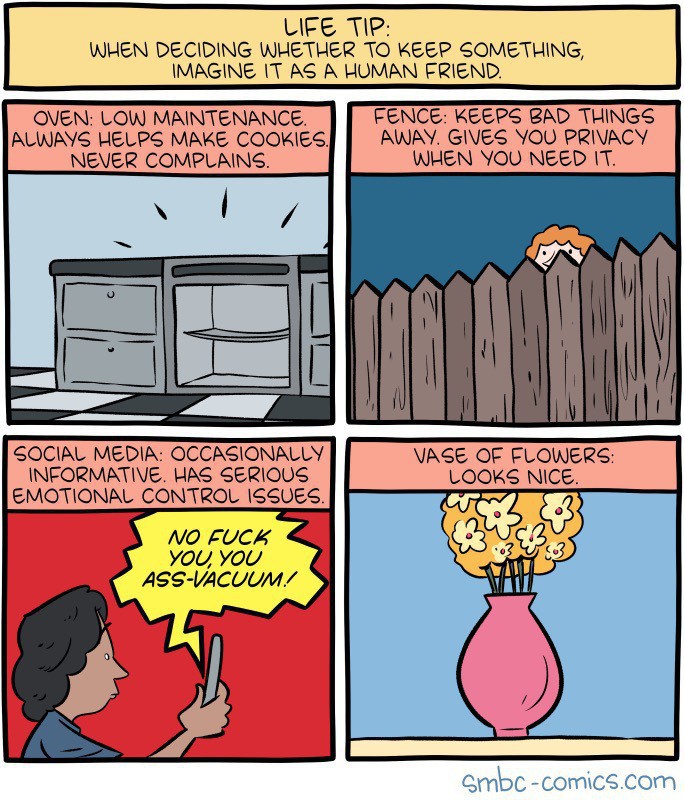 LIFE TIP:
WHEN DECIDING WHETHER TO KEEP SOMETHING,
IMAGINE IT AS A HUMAN FRIEND.
OVEN: LOW MAINTENANCE.
ALWAYS HELPS MAKE COOKIES.
NEVER COMPLAINS.
FENCE: KEEPS BAD THINGS
AWAY. GIVES YOU PRIVACY
WHEN YOU NEED IT.
SOCIAL MEDIA: OCCASIONALLY
INFORMATIVE. HAS SERIOUS
EMOTIONAL CONTROL ISSUES.
NO FUCK
YOU, YOU
ASS-VACUUM!
VASE OF FLOWERS:
LOOKS NICE.
smbc-comics.com